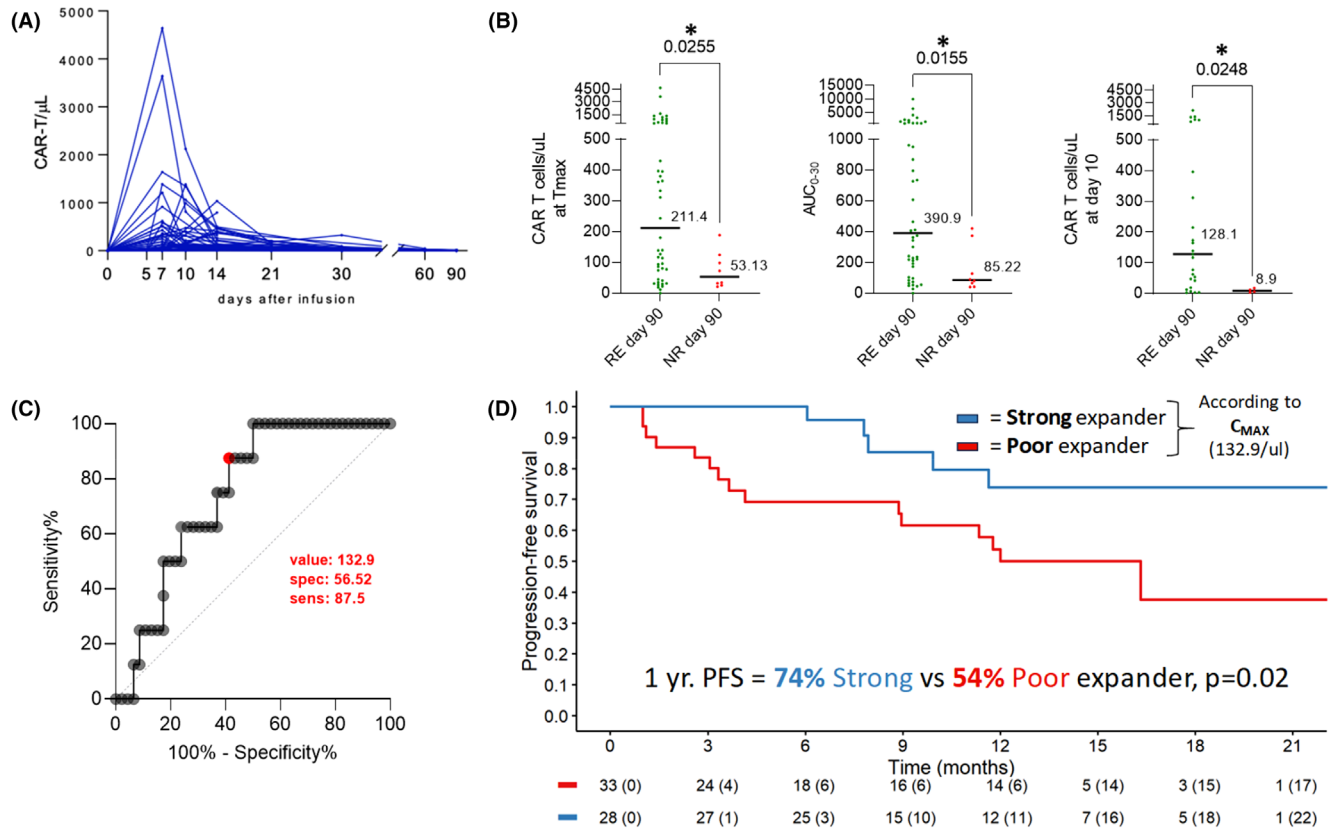 (A)
5000
4000
3000
2000
1000
0
CAR-T/µL
0 5 7 10 14 21 30 60 90
days after infusion
(B)
*
0.0255
4500
3000
1500
500
400
300
200
100
0
CAR T cells/uL
at Tmax
211.4
53.13
RE day 90
NR day 90
*
0.0155
15000
10000
5000
1000
800
600
400
200
0
AUC0-30
390.9
85.22
RE day 90
NR day 90
*
0.0248
4500
3000
1500
500
400
300
200
100
0
CAR T cells/uL
at day 10
128.1
8.9
RE day 90
NR day 90
(C)
100
80
60
40
20
0
Sensitivity%
value: 132.9
spec: 56.52
sens: 87.5
0 20 40 60 80 100
100% - Specificity%
(D)
1.0
0.9
0.8
0.7
0.6
0.5
0.4
0.3
0.2
0.1
0.0
Progression-free survival
= Strong expander
= Poor expander
According to
CMAX
(132.9/ul)
1 yr. PFS = 74% Strong vs 54% Poor expander, p=0.02
0 3 6 9 12 15 18 21
Time (months)
33 (0) 24 (4) 18 (6) 16 (6) 14 (6) 5 (14) 3 (15) 1 (17)
28 (0) 27 (1) 25 (3) 15 (10) 12 (11) 7 (16) 5 (18) 1 (22)